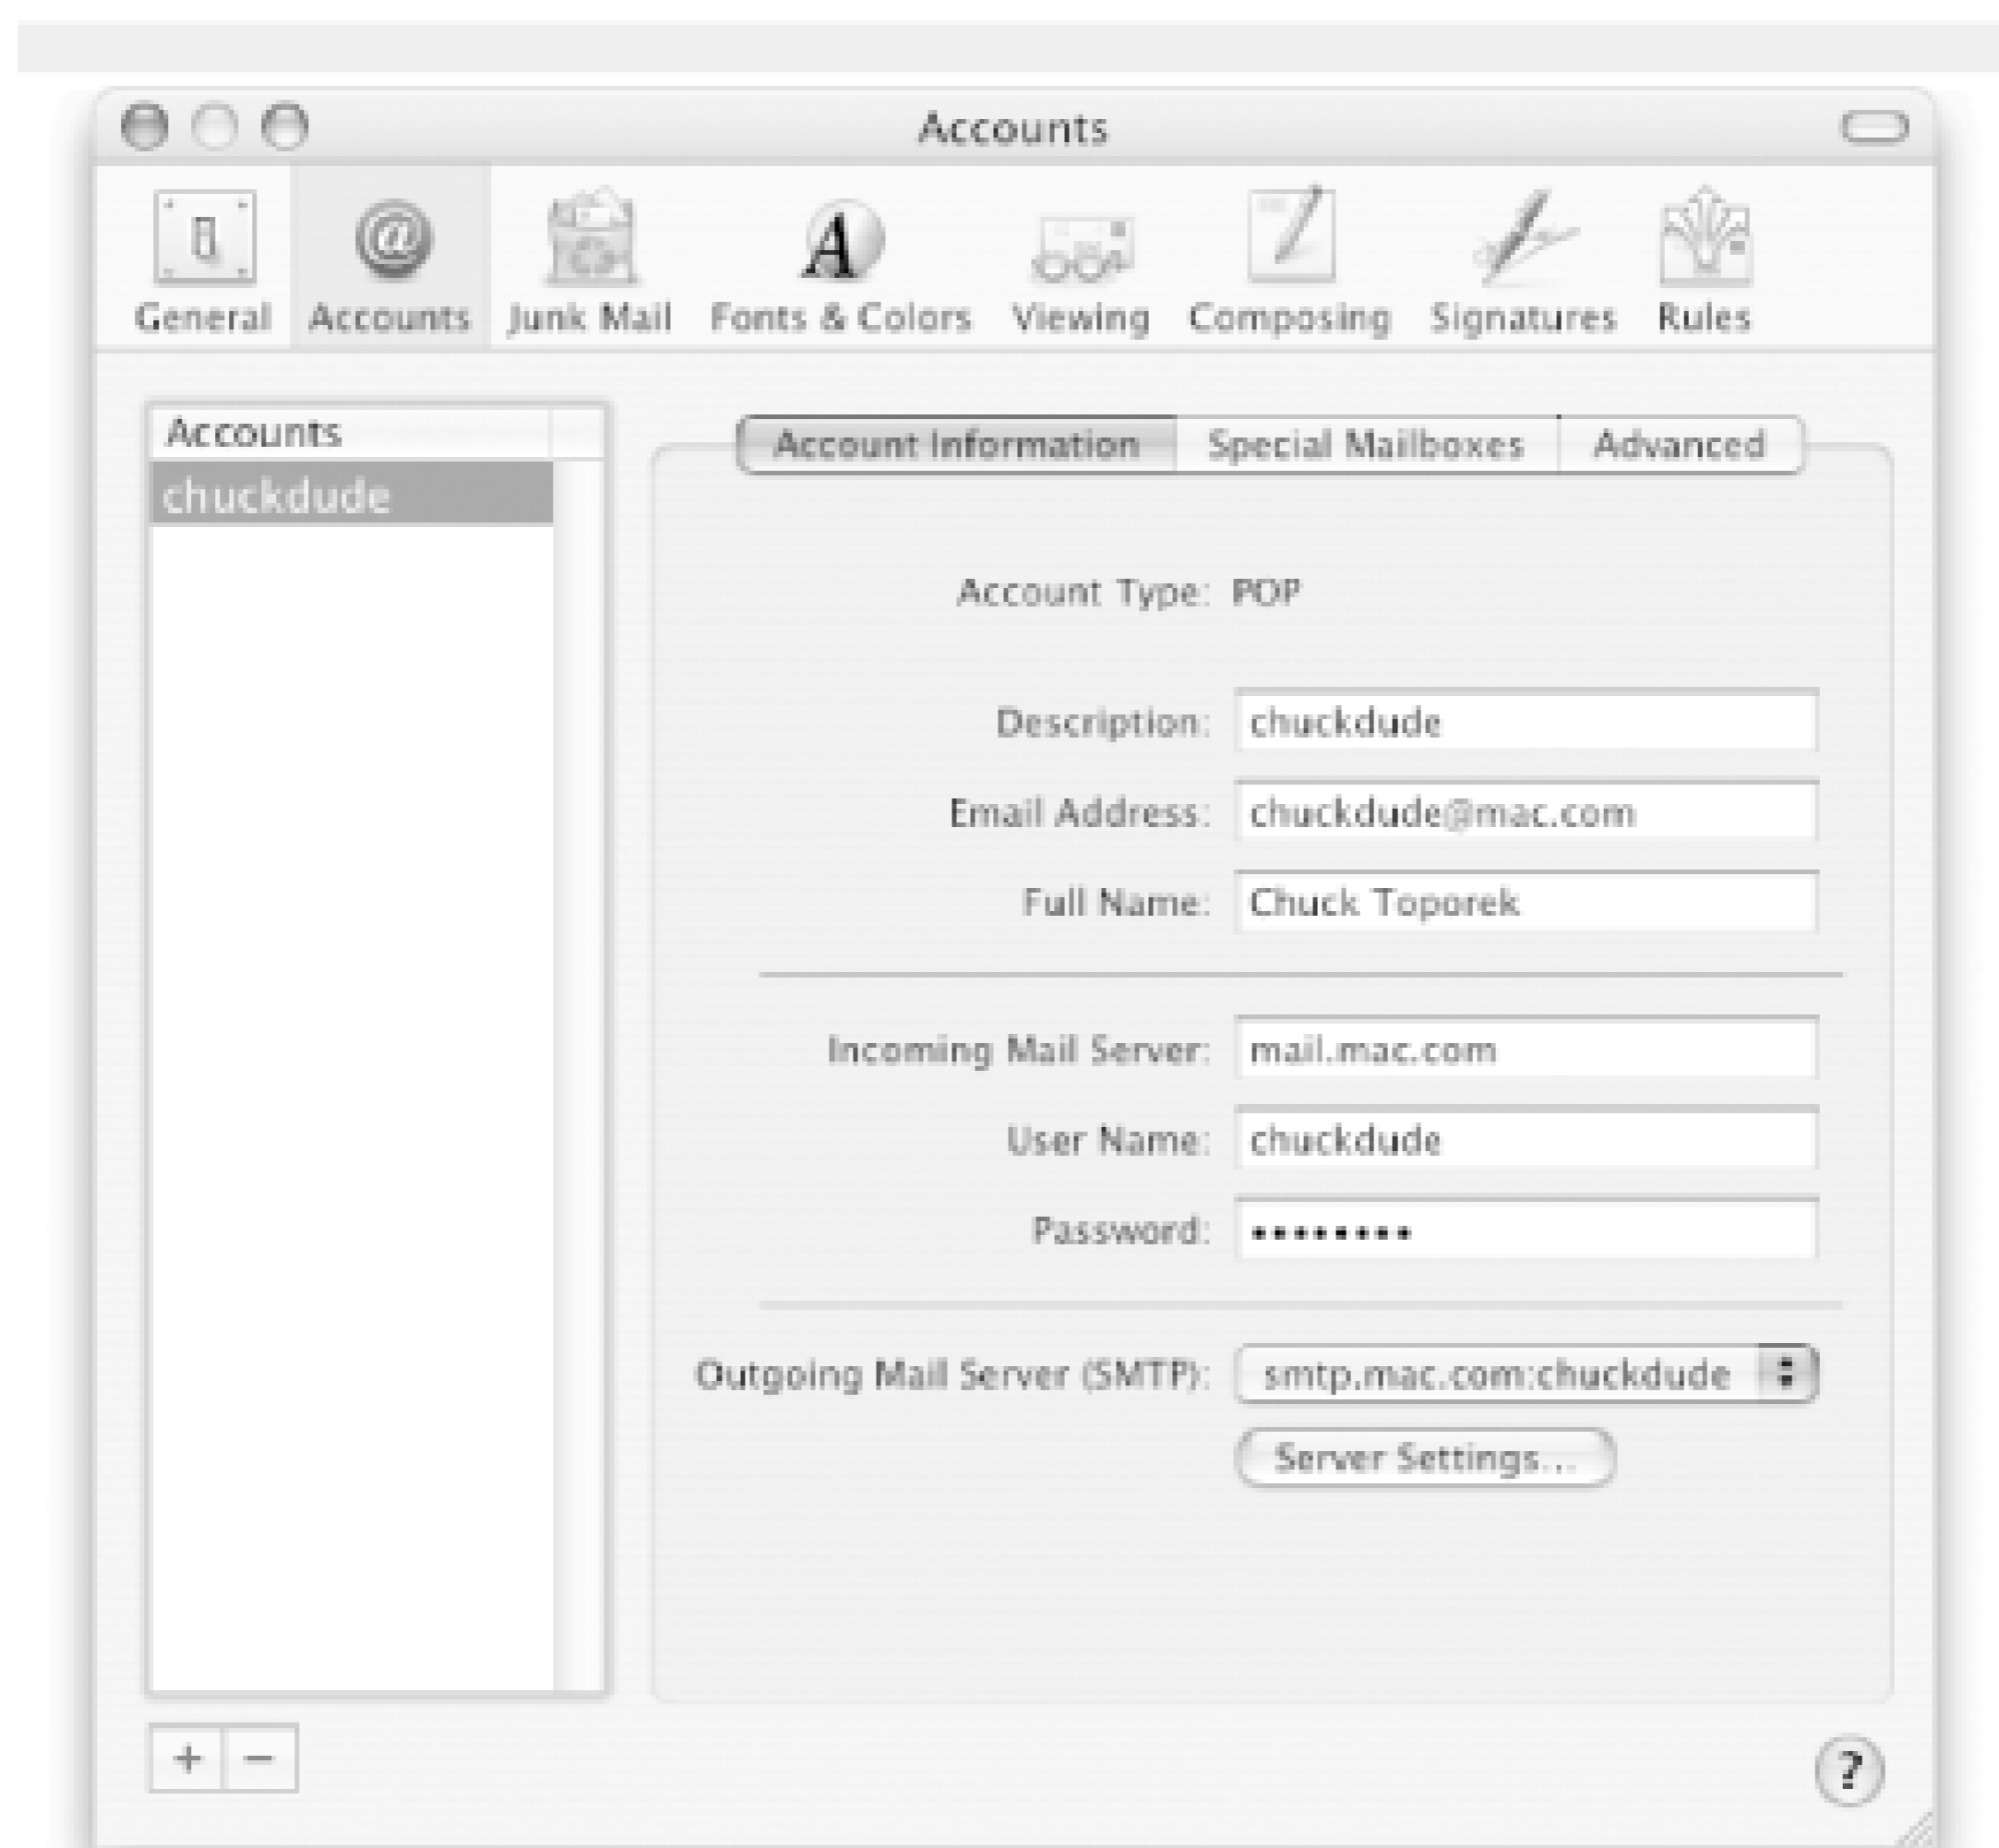 Accounts
General Accounts Junk Mail Fonts & Colors Viewing Composing Signatures Rules
Accounts
chuckdude
Account Information Special Mailboxes Advanced
Account Type: POP
Description: chuckdude
Email Address: chuckdude@mac.com
Full Name: Chuck Toporek
Incoming Mail Server: mail.mac.com
User Name: chuckdude
Password: ••••••••
Outgoing Mail Server (SMTP): smtp.mac.com:chuckdude
Server Settings...
+ −
?